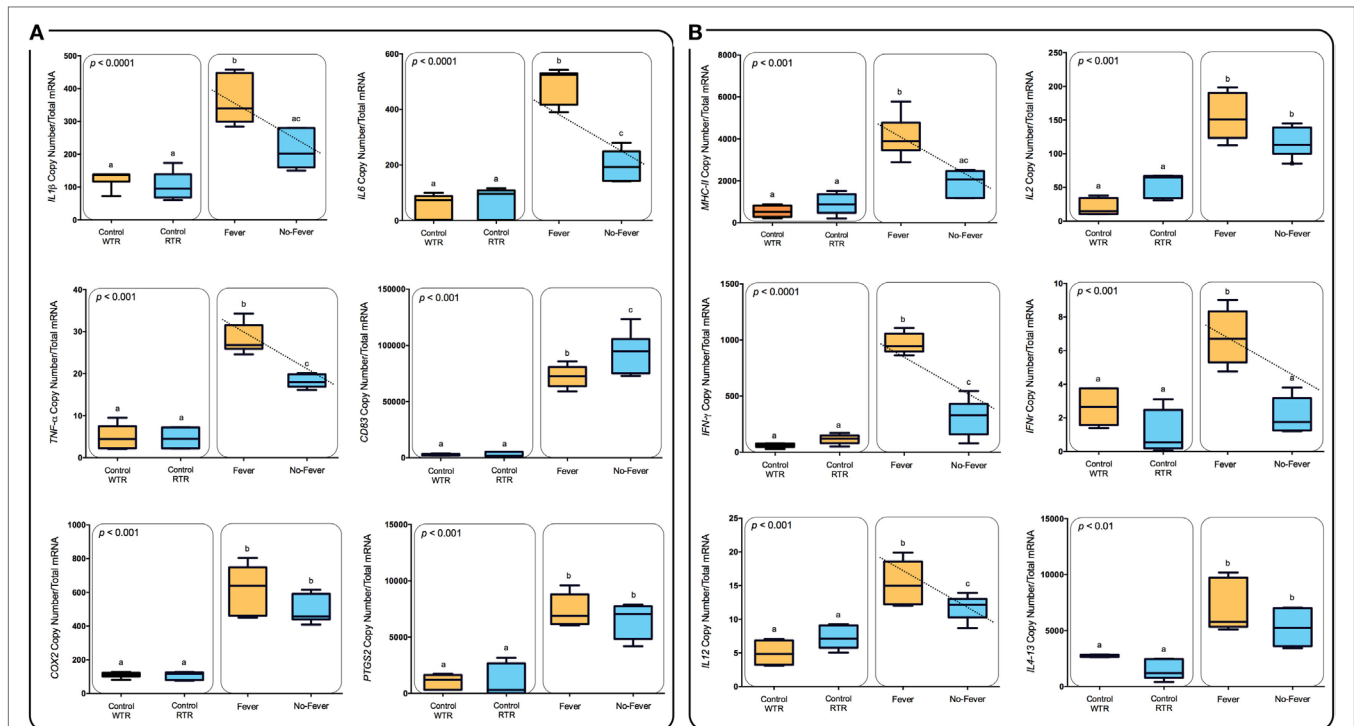 A
IL1β Copy Number/Total mRNA
500
400
300
200
100
0
p < 0.0001
a
a
b
ac
Control WTR
Control RTR
Fever
No-Fever
IL6 Copy Number/Total mRNA
600
400
200
0
p < 0.0001
a
a
b
c
Control WTR
Control RTR
Fever
No-Fever
TNF-α Copy Number/Total mRNA
40
30
20
10
0
p < 0.001
a
a
b
c
Control WTR
Control RTR
Fever
No-Fever
CD83 Copy Number/Total mRNA
150000
100000
50000
0
p < 0.001
a
a
b
c
Control WTR
Control RTR
Fever
No-Fever
COX2 Copy Number/Total mRNA
1000
800
600
400
200
0
p < 0.001
a
a
b
b
Control WTR
Control RTR
Fever
No-Fever
PTGS2 Copy Number/Total mRNA
15000
10000
5000
0
p < 0.001
a
a
b
b
Control WTR
Control RTR
Fever
No-Fever
B
MHC-II Copy Number/Total mRNA
8000
6000
4000
2000
0
p < 0.001
a
a
b
ac
Control WTR
Control RTR
Fever
No-Fever
IL2 Copy Number/Total mRNA
250
200
150
100
50
0
p < 0.001
a
a
b
b
Control WTR
Control RTR
Fever
No-Fever
IFN-γ Copy Number/Total mRNA
1500
1000
500
0
p < 0.0001
a
a
b
c
Control WTR
Control RTR
Fever
No-Fever
IFNr Copy Number/Total mRNA
10
8
6
4
2
0
p < 0.001
a
a
b
a
Control WTR
Control RTR
Fever
No-Fever
IL12 Copy Number/Total mRNA
25
20
15
10
5
0
p < 0.001
a
a
b
c
Control WTR
Control RTR
Fever
No-Fever
IL4-13 Copy Number/Total mRNA
15000
10000
5000
0
p < 0.01
a
a
b
b
Control WTR
Control RTR
Fever
No-Fever